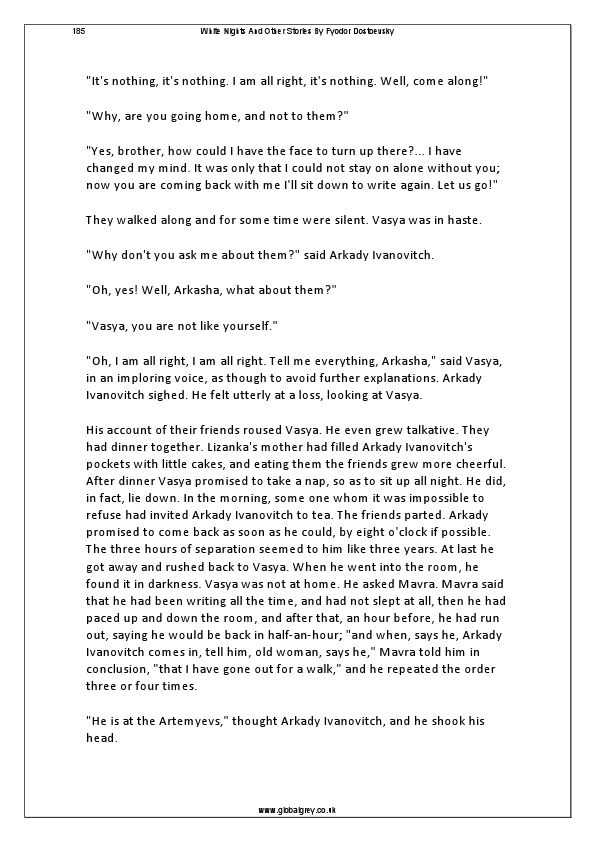 185 White Nights And Other Stories By Fyodor Dostoevsky
"It's nothing, it's nothing. I am all right, it's nothing. Well, come along!"
"Why, are you going home, and not to them?"
"Yes, brother, how could I have the face to turn up there?... I have
changed my mind. It was only that I could not stay on alone without you;
now you are coming back with me I'll sit down to write again. Let us go!"
They walked along and for some time were silent. Vasya was in haste.
"Why don't you ask me about them?" said Arkady Ivanovitch.
"Oh, yes! Well, Arkasha, what about them?"
"Vasya, you are not like yourself."
"Oh, I am all right, I am all right. Tell me everything, Arkasha," said Vasya,
in an imploring voice, as though to avoid further explanations. Arkady
Ivanovitch sighed. He felt utterly at a loss, looking at Vasya.
His account of their friends roused Vasya. He even grew talkative. They
had dinner together. Lizanka's mother had filled Arkady Ivanovitch's
pockets with little cakes, and eating them the friends grew more cheerful.
After dinner Vasya promised to take a nap, so as to sit up all night. He did,
in fact, lie down. In the morning, some one whom it was impossible to
refuse had invited Arkady Ivanovitch to tea. The friends parted. Arkady
promised to come back as soon as he could, by eight o'clock if possible.
The three hours of separation seemed to him like three years. At last he
got away and rushed back to Vasya. When he went into the room, he
found it in darkness. Vasya was not at home. He asked Mavra. Mavra said
that he had been writing all the time, and had not slept at all, then he had
paced up and down the room, and after that, an hour before, he had run
out, saying he would be back in half-an-hour; "and when, says he, Arkady
Ivanovitch comes in, tell him, old woman, says he," Mavra told him in
conclusion, "that I have gone out for a walk," and he repeated the order
three or four times.
"He is at the Artemyevs," thought Arkady Ivanovitch, and he shook his
head.
www.globalgrey.co.uk